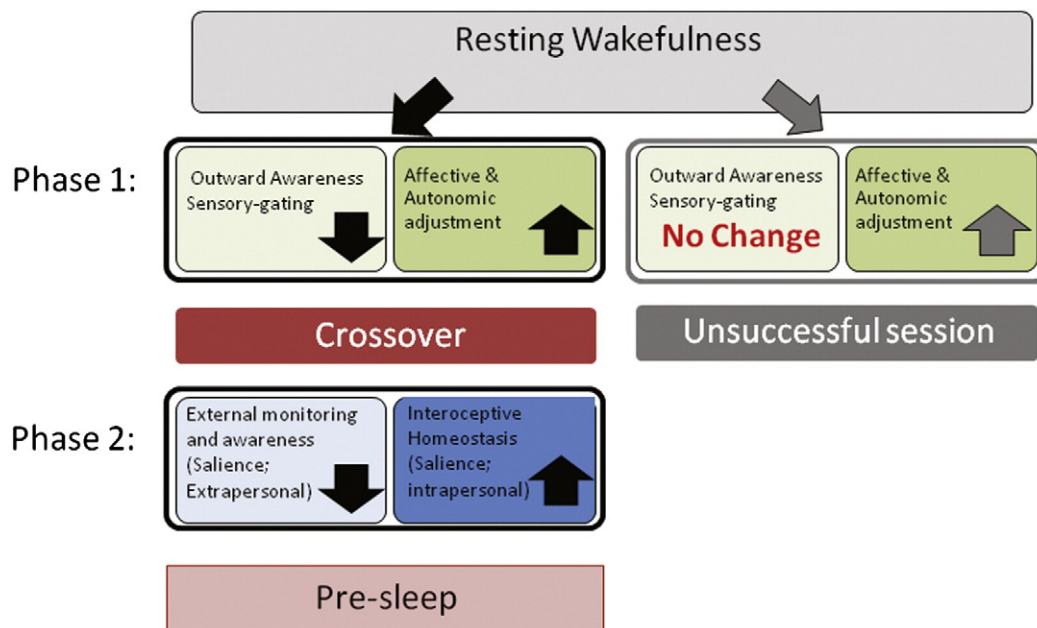 Resting Wakefulness
Phase 1:
Outward Awareness
Sensory-gating
Affective &
Autonomic
adjustment
Outward Awareness
Sensory-gating
No Change
Affective &
Autonomic
adjustment
Crossover
Unsuccessful session
Phase 2:
External monitoring
and awareness
(Salience;
Extrapersonal)
Interoceptive
Homeostasis
(Salience;
intrapersonal)
Pre-sleep